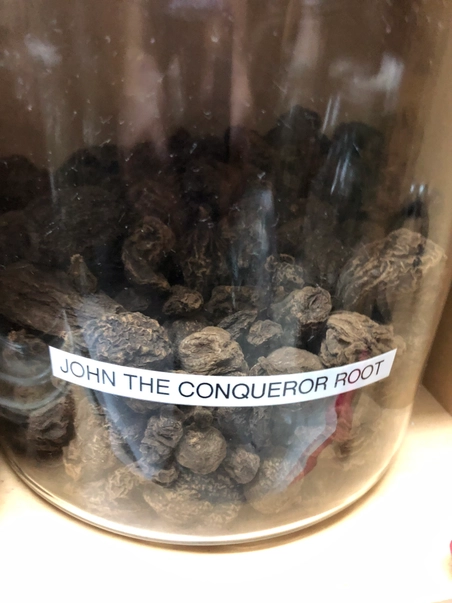 JOHN THE CONQUEROR ROOT